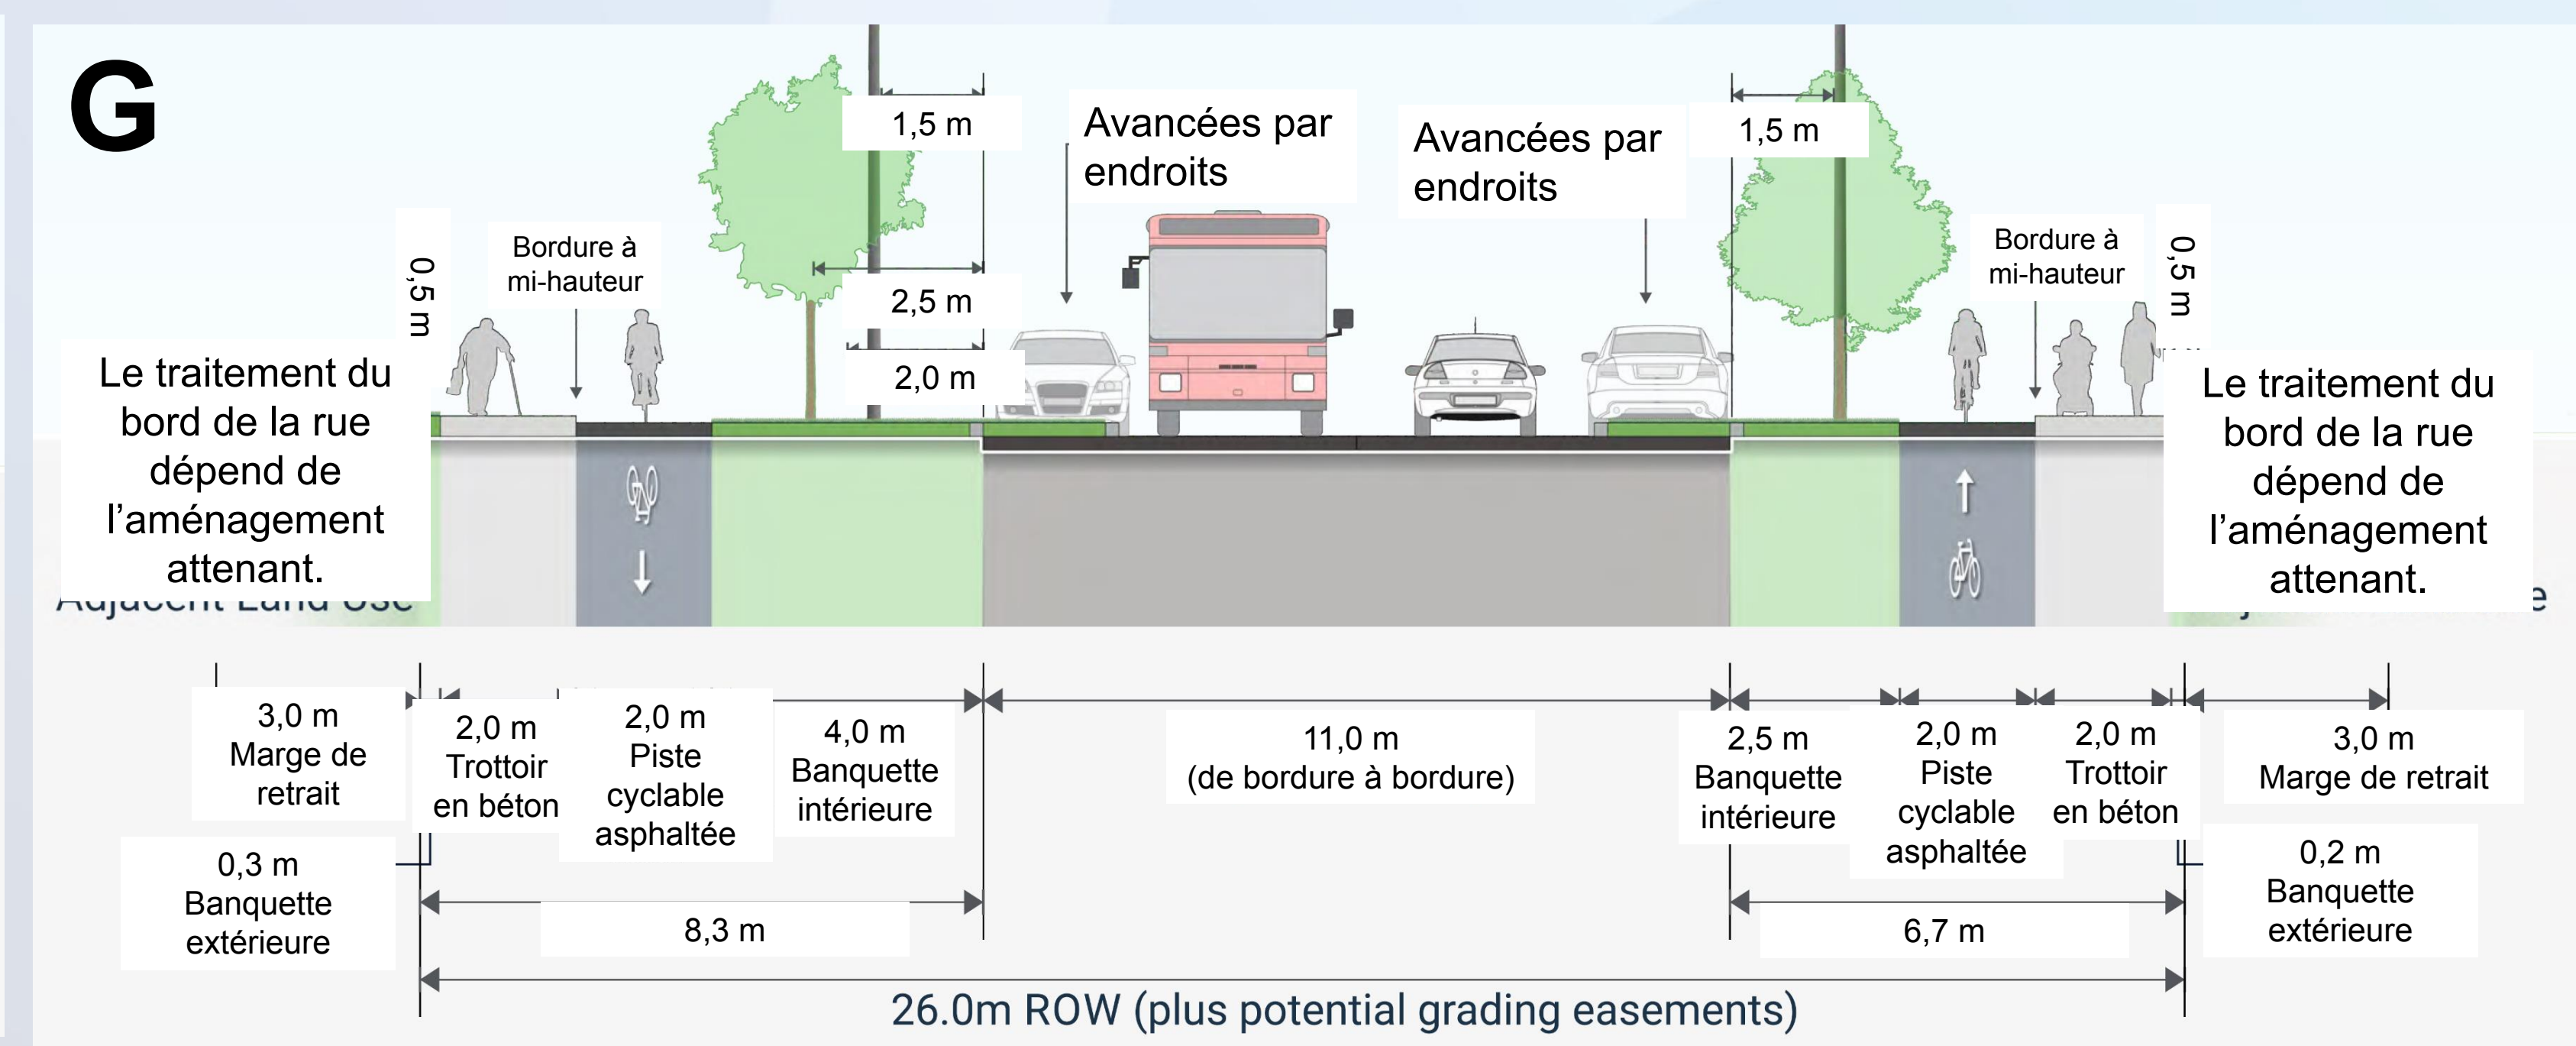 G
1,5 m
Avancées par
endroits
Avancées par
endroits
1,5 m
0,5 m
Bordure à
mi-hauteur
2,5 m
2,0 m
Bordure à
mi-hauteur
0,5 m
Le traitement du
bord de la rue
dépend de
l’aménagement
attenant.
Le traitement du
bord de la rue
dépend de
l’aménagement
attenant.
Adjacent Land Use
3,0 m
Marge de
retrait
2,0 m
Trottoir
en béton
2,0 m
Piste
cyclable
asphaltée
4,0 m
Banquette
intérieure
11,0 m
(de bordure à bordure)
2,5 m
Banquette
intérieure
2,0 m
Piste
cyclable
asphaltée
2,0 m
Trottoir
en béton
3,0 m
Marge de retrait
0,3 m
Banquette
extérieure
8,3 m
6,7 m
0,2 m
Banquette
extérieure
26.0m ROW (plus potential grading easements)